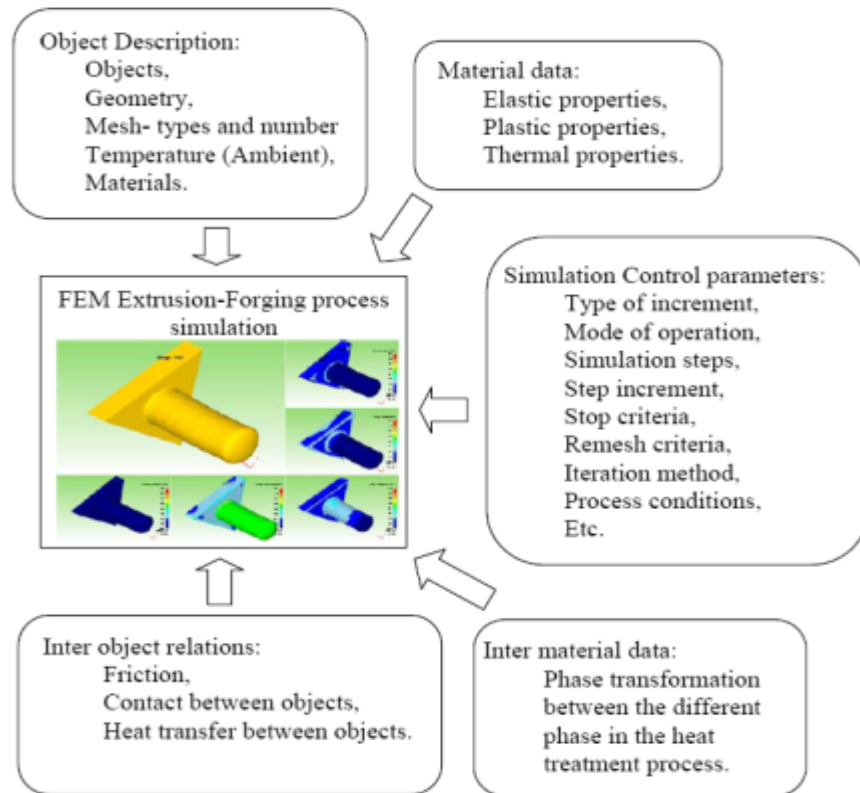 Object Description:
Objects,
Geometry,
Mesh- types and number
Temperature (Ambient),
Materials.
Material data:
Elastic properties,
Plastic properties,
Thermal properties.
FEM Extrusion-Forging process
simulation
Simulation Control parameters:
Type of increment,
Mode of operation,
Simulation steps,
Step increment,
Stop criteria,
Remesh criteria,
Iteration method,
Process conditions,
Etc.
Inter object relations:
Friction,
Contact between objects,
Heat transfer between objects.
Inter material data:
Phase transformation
between the different
phase in the heat
treatment process.